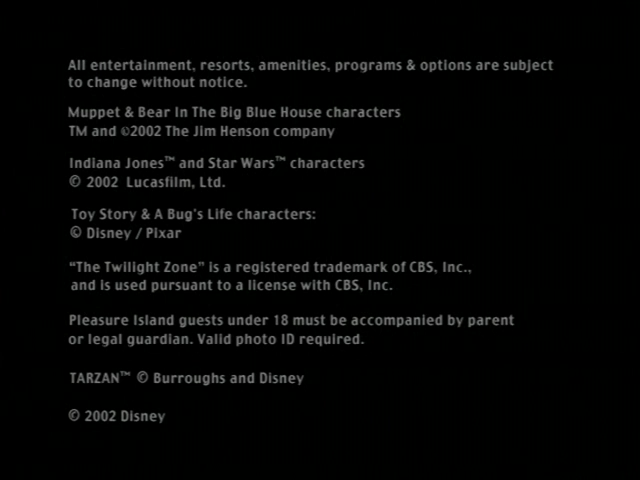 All entertainment, resorts, amenities, programs & options are subject
to change without notice.
Muppet & Bear In The Big Blue House characters
TM and ©2002 The Jim Henson company
Indiana Jones™ and Star Wars™ characters
© 2002 Lucasfilm, Ltd.
Toy Story & A Bug's Life characters:
© Disney / Pixar
“The Twilight Zone” is a registered trademark of CBS, Inc.,
and is used pursuant to a license with CBS, Inc.
Pleasure Island guests under 18 must be accompanied by parent
or legal guardian. Valid photo ID required.
TARZAN™ © Burroughs and Disney
© 2002 Disney